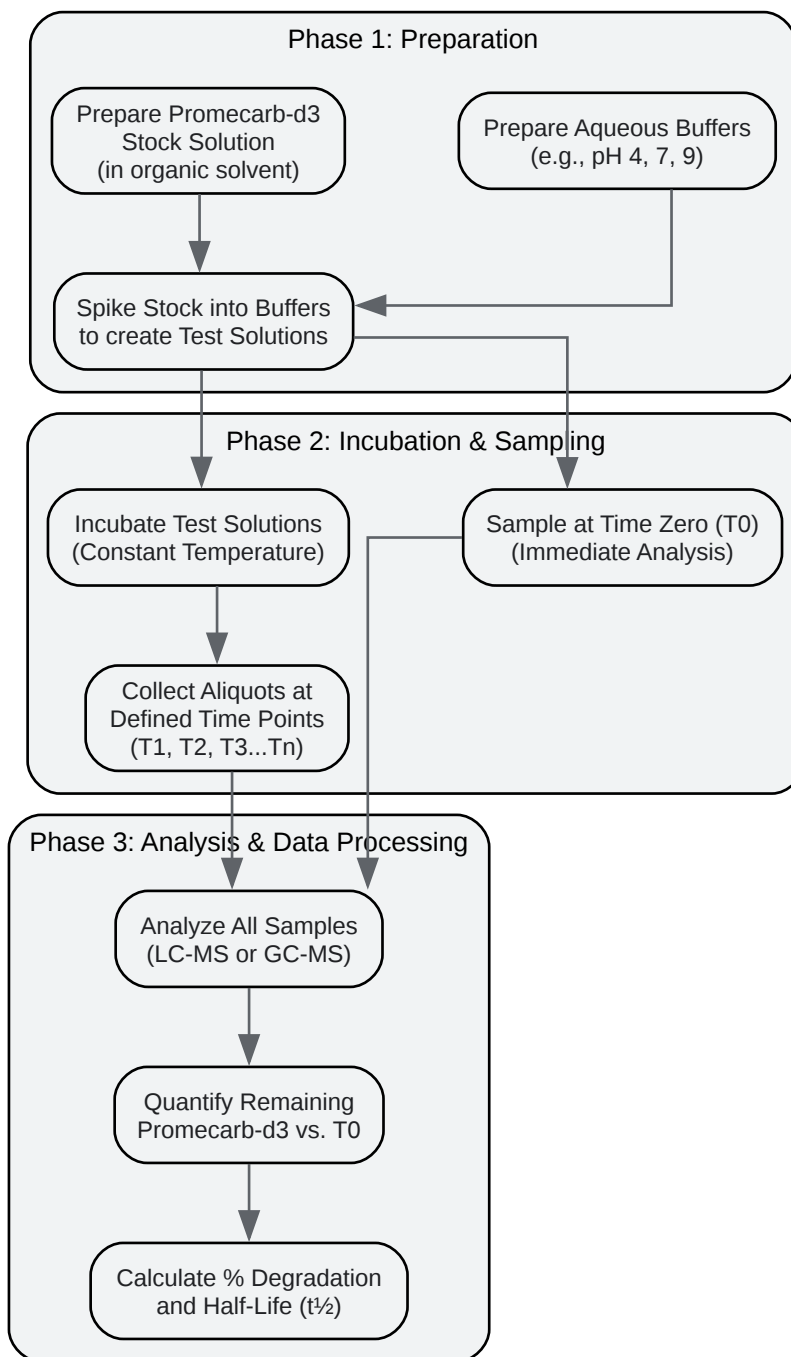 Phase 1: Preparation
Prepare Promecarb-d3
Stock Solution
(in organic solvent)
Prepare Aqueous Buffers
(e.g., pH 4, 7, 9)
Spike Stock into Buffers
to create Test Solutions
Phase 2: Incubation & Sampling
Incubate Test Solutions
(Constant Temperature)
Sample at Time Zero (T0)
(Immediate Analysis)
Collect Aliquots at
Defined Time Points
(T1, T2, T3...Tn)
Phase 3: Analysis & Data Processing
Analyze All Samples
(LC-MS or GC-MS)
Quantify Remaining
Promecarb-d3 vs. T0
Calculate % Degradation
and Half-Life (t½)